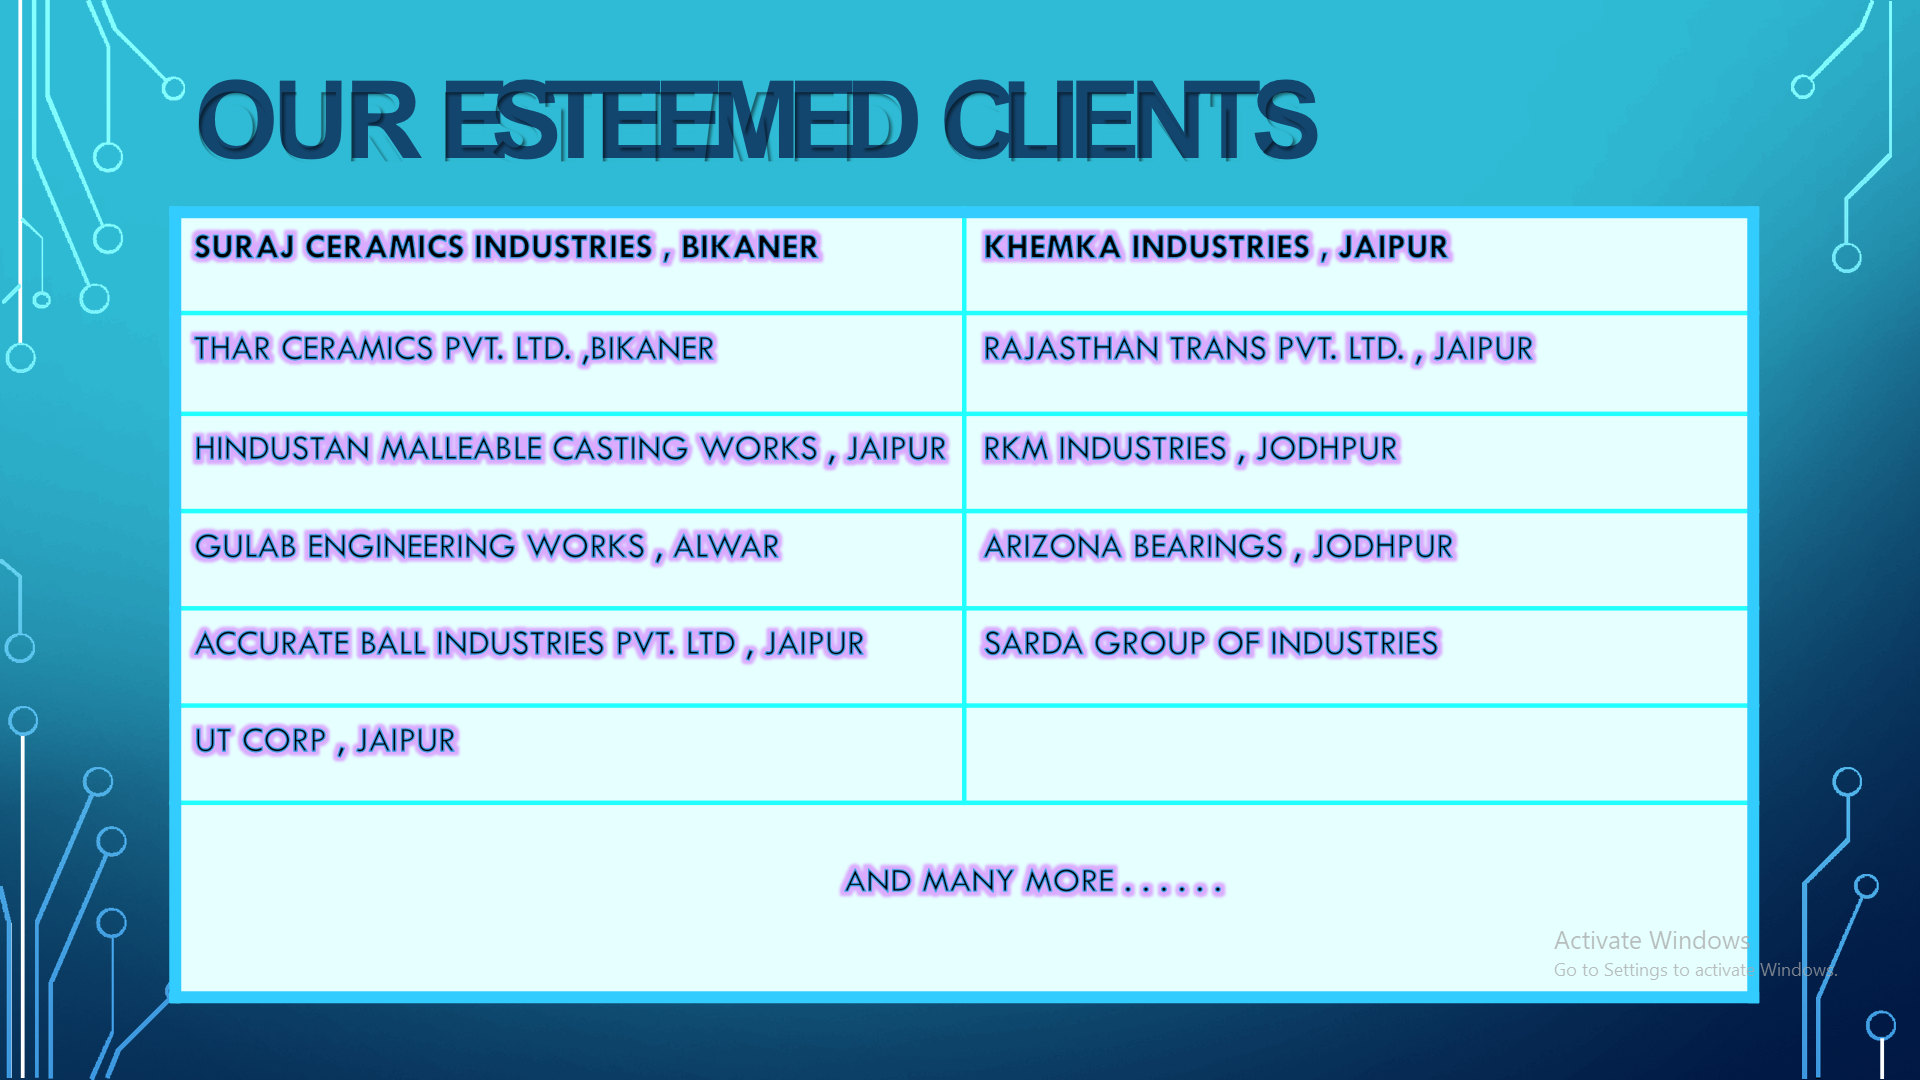 OUR ESTEEMED CLIENTS
SURAJ CERAMICS INDUSTRIES , BIKANER
KHEMKA INDUSTRIES , JAIPUR
THAR CERAMICS PVT. LTD. ,BIKANER
RAJASTHAN TRANS PVT. LTD. , JAIPUR
HINDUSTAN MALLEABLE CASTING WORKS , JAIPUR
RKM INDUSTRIES , JODHPUR
GULAB ENGINEERING WORKS , ALWAR
ARIZONA BEARINGS , JODHPUR
ACCURATE BALL INDUSTRIES PVT. LTD , JAIPUR
SARDA GROUP OF INDUSTRIES
UT CORP , JAIPUR
AND MANY MORE . . . . . .
Activate Windows
Go to Settings to activate Windows.